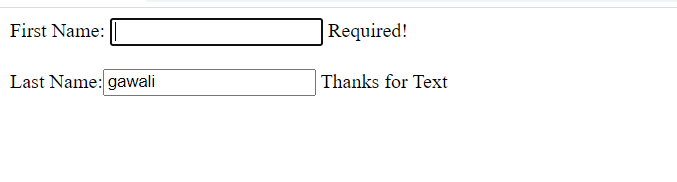 First Name: Required!
Last Name: gawali Thanks for Text